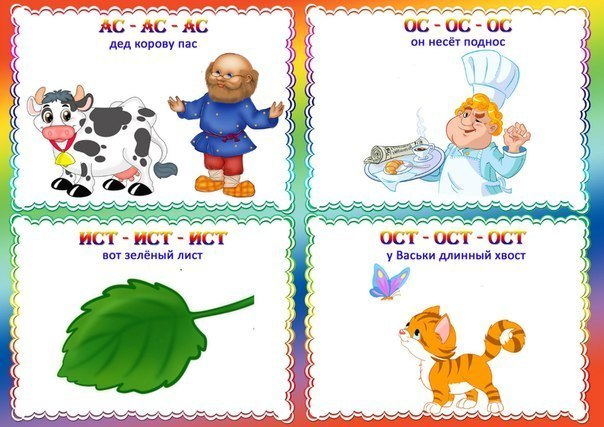 АС - АС - АС
дед корову пас
ОС - ОС - ОС
он несёт поднос
ИСТ - ИСТ - ИСТ
вот зелёный лист
ОСТ - ОСТ - ОСТ
у Васьки длинный хвост